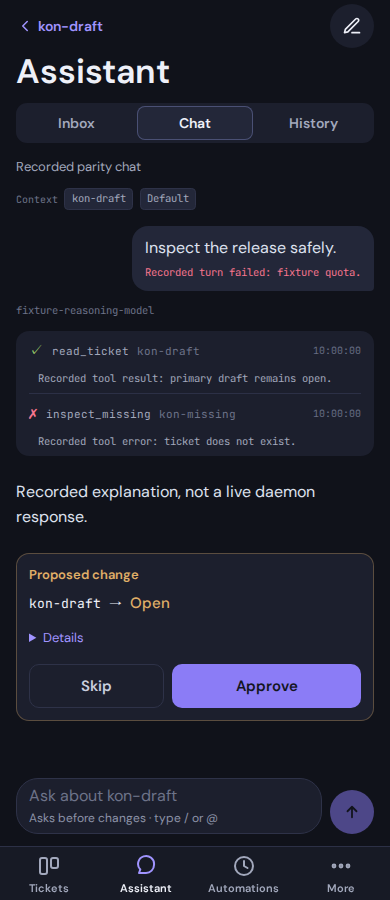 kon-draft
Assistant
Inbox
Chat
History
Recorded parity chat
Context kon-draft Default
Inspect the release safely.
Recorded turn failed: fixture quota.
fixture-reasoning-model
✓ read_ticket kon-draft 10:00:00
Recorded tool result: primary draft remains open.
✗ inspect_missing kon-missing 10:00:00
Recorded tool error: ticket does not exist.
Recorded explanation, not a live daemon
response.
Proposed change
kon-draft → Open
▶ Details
Skip
Approve
Ask about kon-draft
Asks before changes · type / or @
Tickets
Assistant
Automations
More